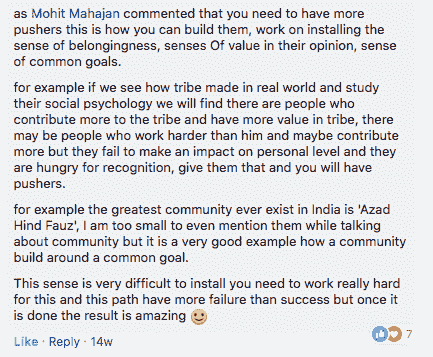 as Mohit Mahajan commented that you need to have more
pushers this is how you can build them, work on installing the
sense of belongingness, senses Of value in their opinion, sense
of common goals.
for example if we see how tribe made in real world and study
their social psychology we will find there are people who
contribute more to the tribe and have more value in tribe, there
may be people who work harder than him and maybe contribute
more but they fail to make an impact on personal level and they
are hungry for recognition, give them that and you will have
pushers.
for example the greatest community ever exist in India is 'Azad
Hind Fauz', I am too small to even mention them while talking
about community but it is a very good example how a community
build around a common goal.
This sense is very difficult to install you need to work really hard
for this and this path have more failure than success but once it
is done the result is amazing 🙂
Like · Reply · 14w
7